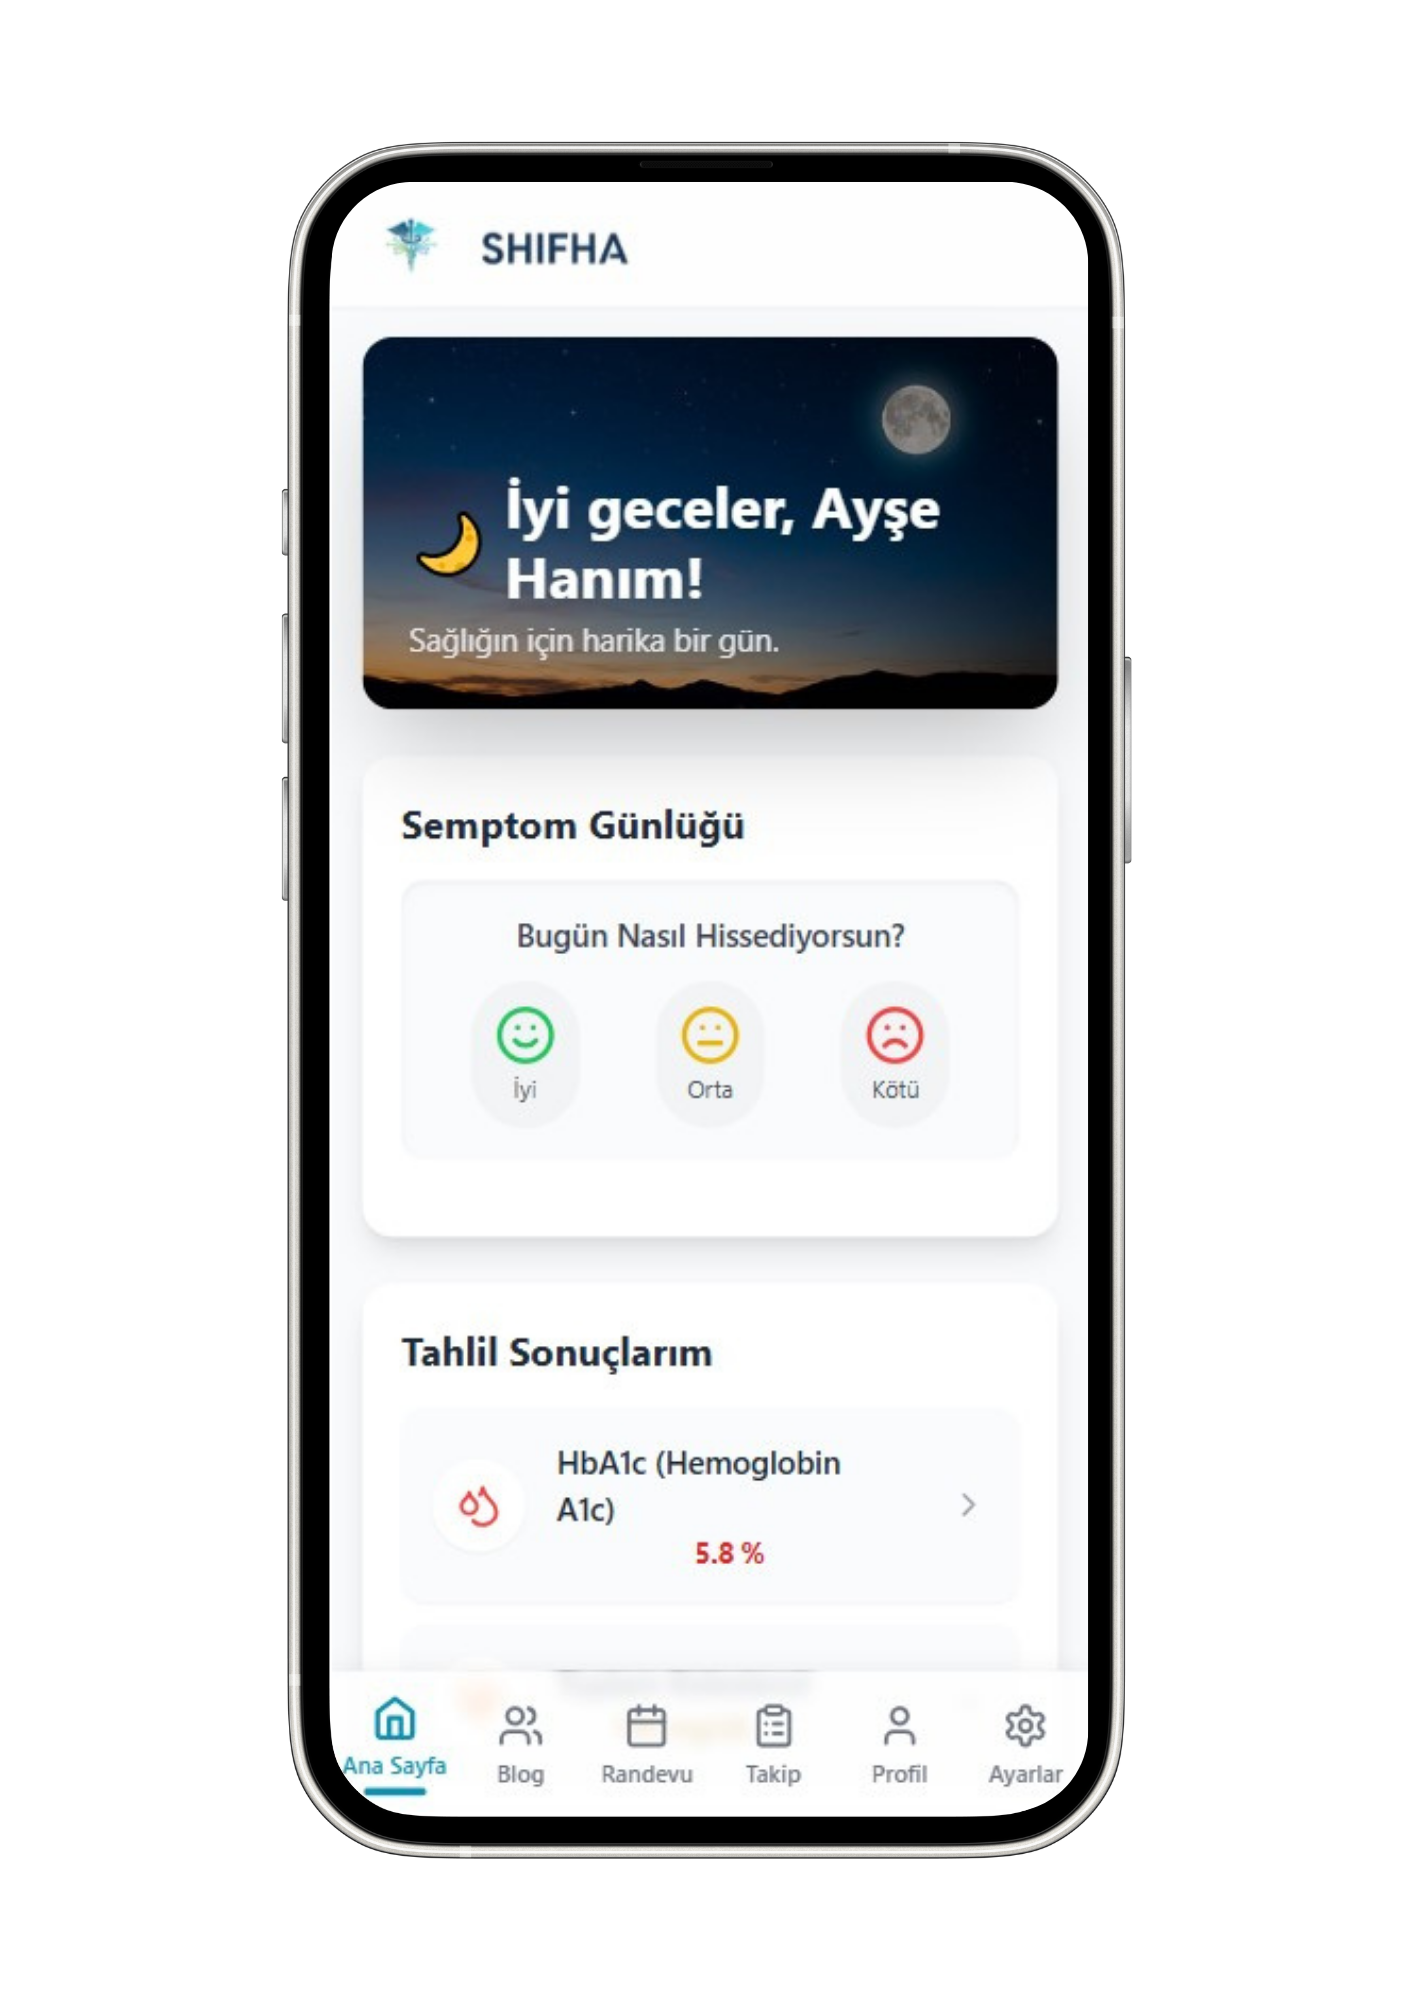 SHIFHA
İyi geceler, Ayşe
Hanım!
Sağlığın için harika bir gün.
Semptom Günlüğü
Bugün Nasıl Hissediyorsun?
İyi
Orta
Kötü
Tahlil Sonuçlarım
HbA1c (Hemoglobin
A1c)
5.8 %
Ana Sayfa
Blog
Randevu
Takip
Profil
Ayarlar